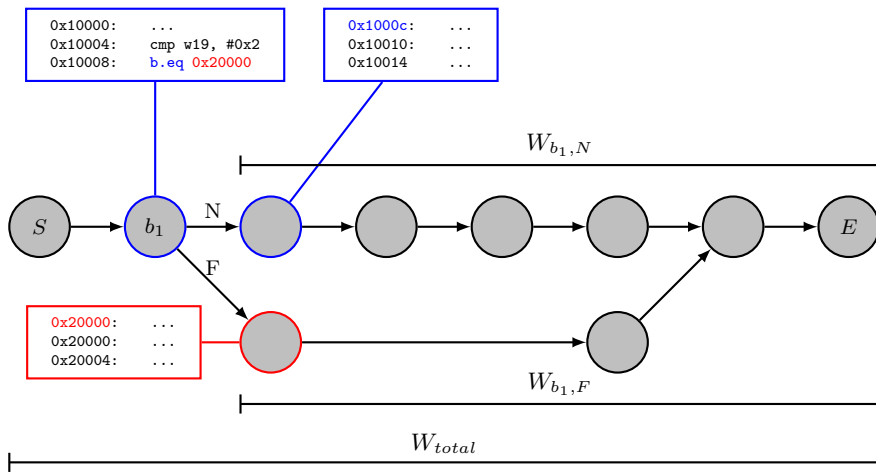 0x10000: ...
0x10004: cmp w19, #0x2
0x10008: b.eq 0x20000
0x1000c: ...
0x10010: ...
0x10014 ...
W_{b_1,N}
S
b_1
N
E
F
0x20000: ...
0x20000: ...
0x20004: ...
W_{b_1,F}
W_{total}